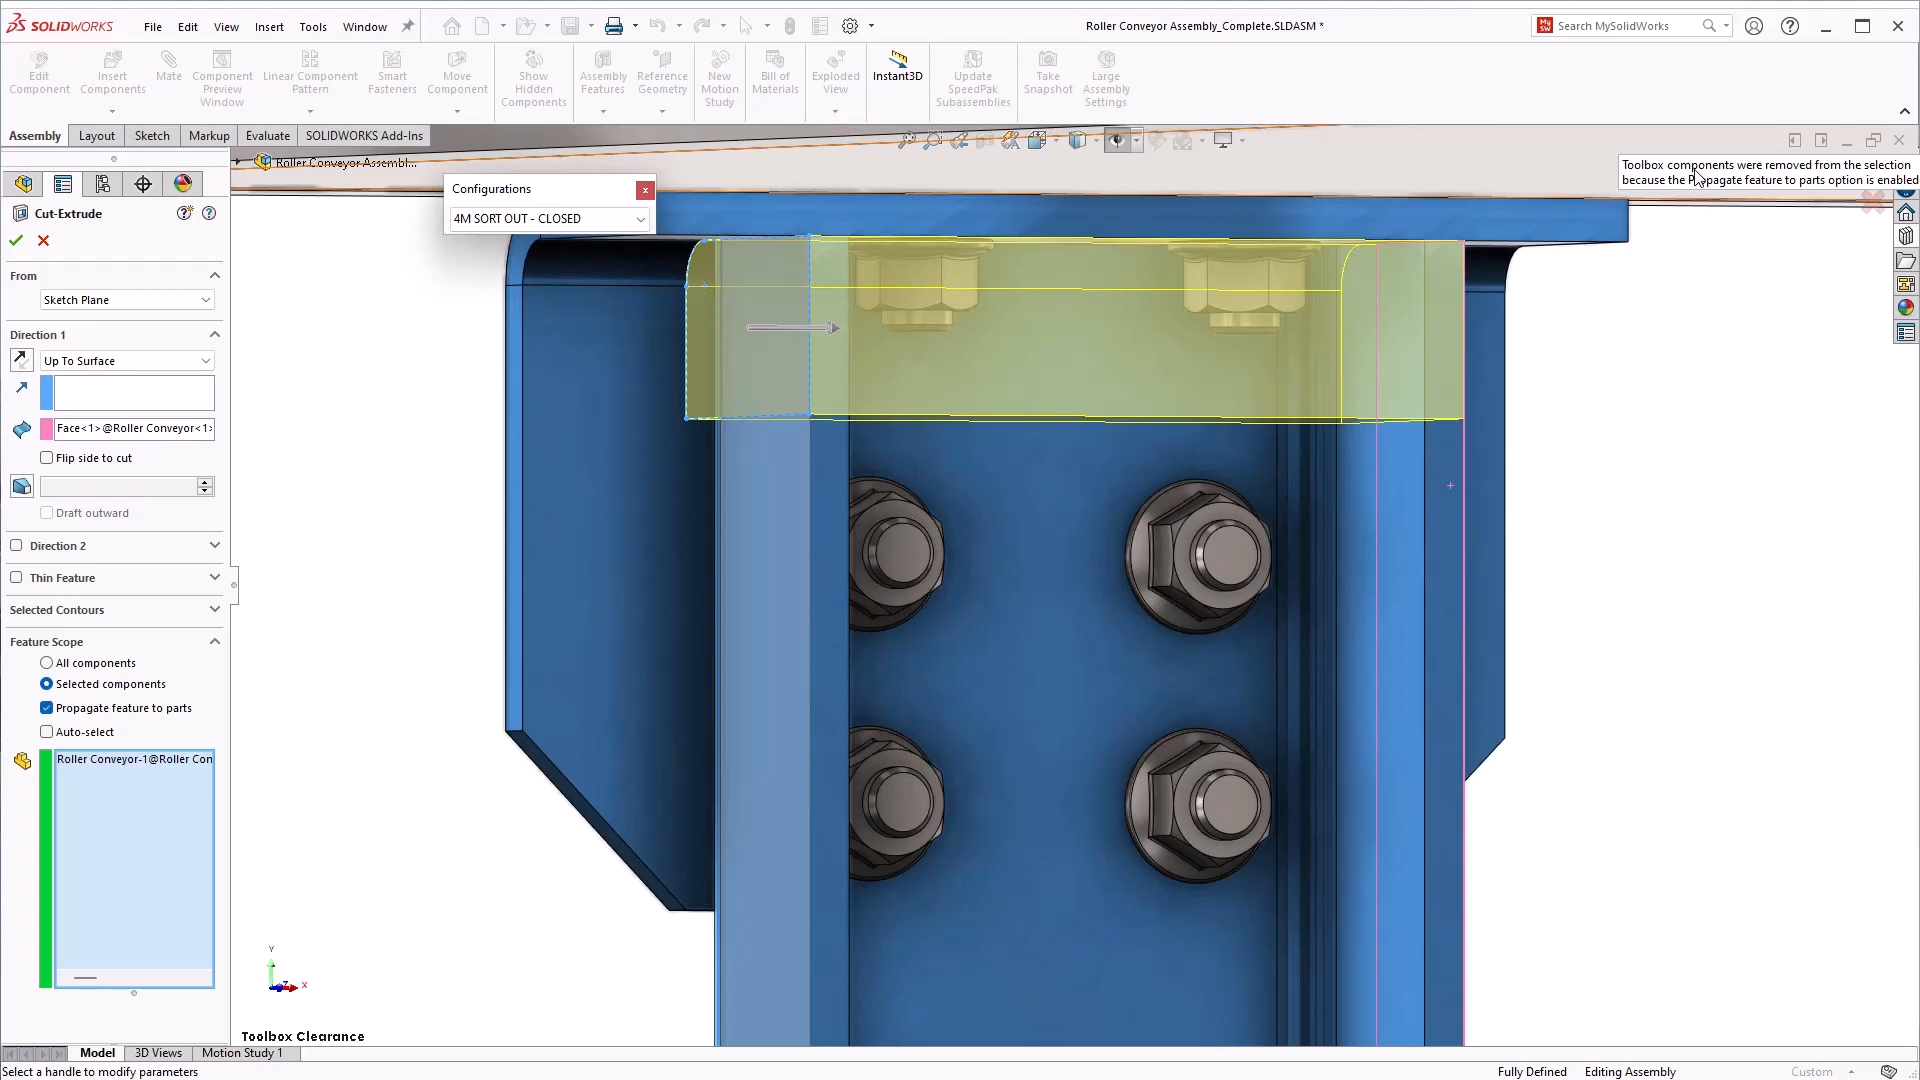 SOLIDWORKS
File Edit View Insert Tools Window
Roller Conveyor Assembly_Complete.SLDASM *
Search MySolidWorks
Edit Component
Insert Components
Mate
Component Preview Window
Linear Component Pattern
Smart Fasteners
Move Component
Show Hidden Components
Assembly Features
Reference Geometry
New Motion Study
Bill of Materials
Exploded View
Instant3D
Update SpeedPak Subassemblies
Take Snapshot
Large Assembly Settings
Assembly Layout Sketch Markup Evaluate SOLIDWORKS Add-Ins
Roller Conveyor Assembl...
Toolbox components were removed from the selection
because the Propagate feature to parts option is enabled
Configurations
4M SORT OUT - CLOSED
Cut-Extrude
From
Sketch Plane
Direction 1
Up To Surface
Face<1>@Roller Conveyor<1>
Flip side to cut
Draft outward
Direction 2
Thin Feature
Selected Contours
Feature Scope
All components
Selected components
Propagate feature to parts
Auto-select
Roller Conveyor-1@Roller Con
Y
Z
X
Toolbox Clearance
Model 3D Views Motion Study 1
Select a handle to modify parameters
Fully Defined Editing Assembly Custom